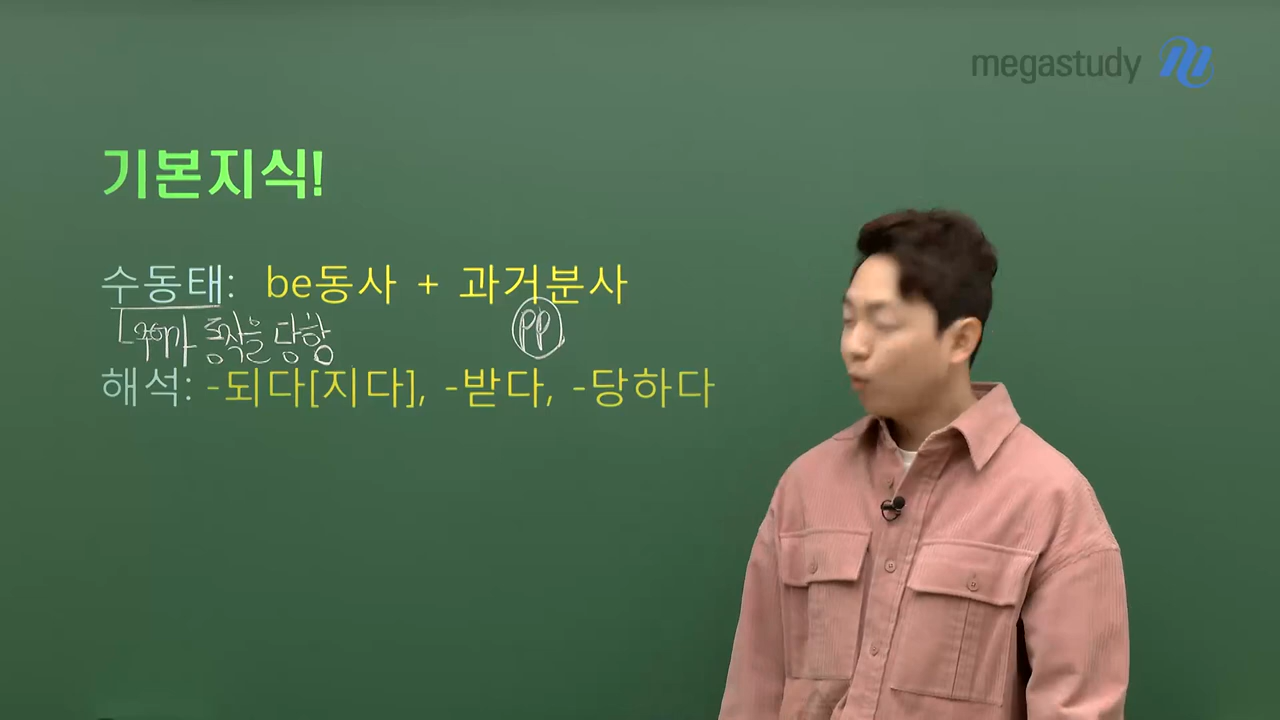 megastudy
기본지식!
수동태: be동사 + 과거분사
주어가 동작을 당함
PP
해석: -되다[지다], -받다, -당하다